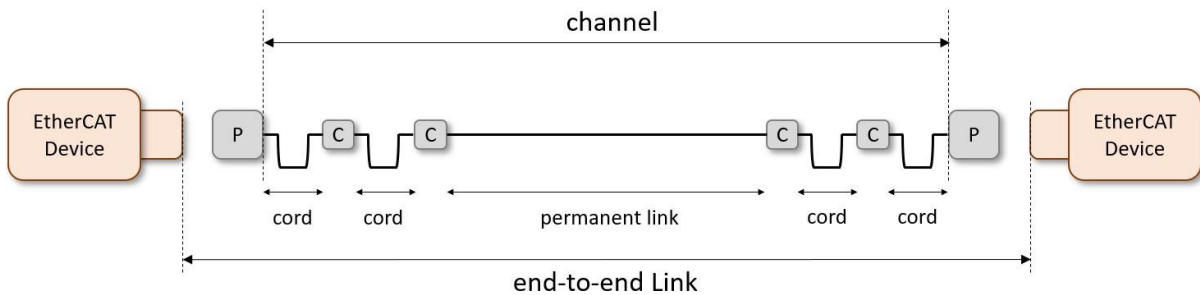 channel
EtherCAT
Device
P
C
C
C
C
P
EtherCAT
Device
cord
cord
permanent link
cord
cord
end-to-end Link